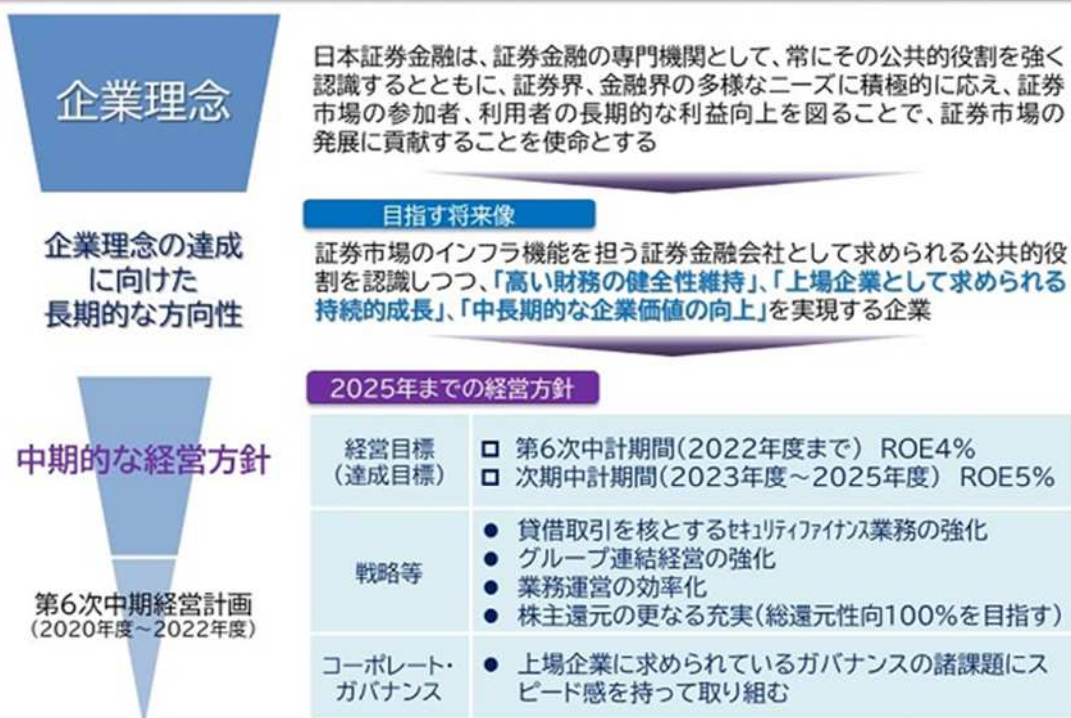 企業理念
日本証券金融は、証券金融の専門機関として、常にその公共的役割を強く
認識するとともに、証券界、金融界の多様なニーズに積極的に応え、証券
市場の参加者、利用者の長期的な利益向上を図ることで、証券市場の
発展に貢献することを使命とする
企業理念の達成
に向けた
長期的な方向性
目指す将来像
証券市場のインフラ機能を担う証券金融会社として求められる公共的役
割を認識しつつ、「高い財務の健全性維持」、「上場企業として求められる
持続的成長」、「中長期的な企業価値の向上」を実現する企業
中期的な経営方針
第6次中期経営計画
(2020年度~2022年度)
2025年までの経営方針
経営目標
(達成目標)
第6次中計期間(2022年度まで) ROE4%
次期中計期間(2023年度~2025年度) ROE5%
戦略等
● 貸借取引を核とするセキュリティファイナンス業務の強化
● グループ連結経営の強化
● 業務運営の効率化
● 株主還元の更なる充実(総還元性向100%を目指す)
コーポレート・
ガバナンス
● 上場企業に求められているガバナンスの諸課題にス
ピード感を持って取り組む